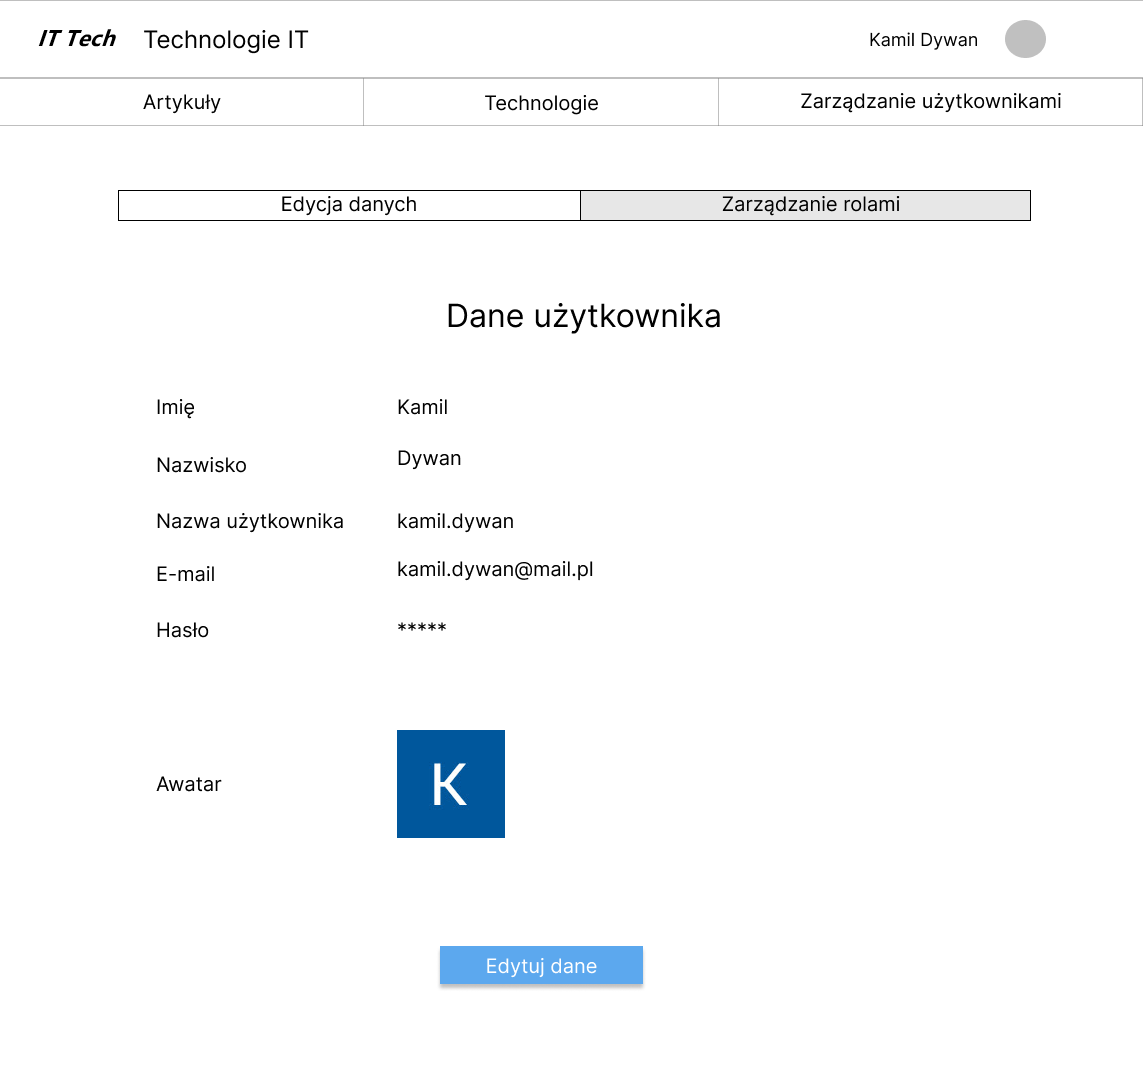 IT Tech Technologie IT Kamil Dywan
Artykuły Technologie Zarządzanie użytkownikami
Edycja danych Zarządzanie rolami
Dane użytkownika
Imię Kamil
Nazwisko Dywan
Nazwa użytkownika kamil.dywan
E-mail kamil.dywan@mail.pl
Hasło *****
Awatar K
Edytuj dane